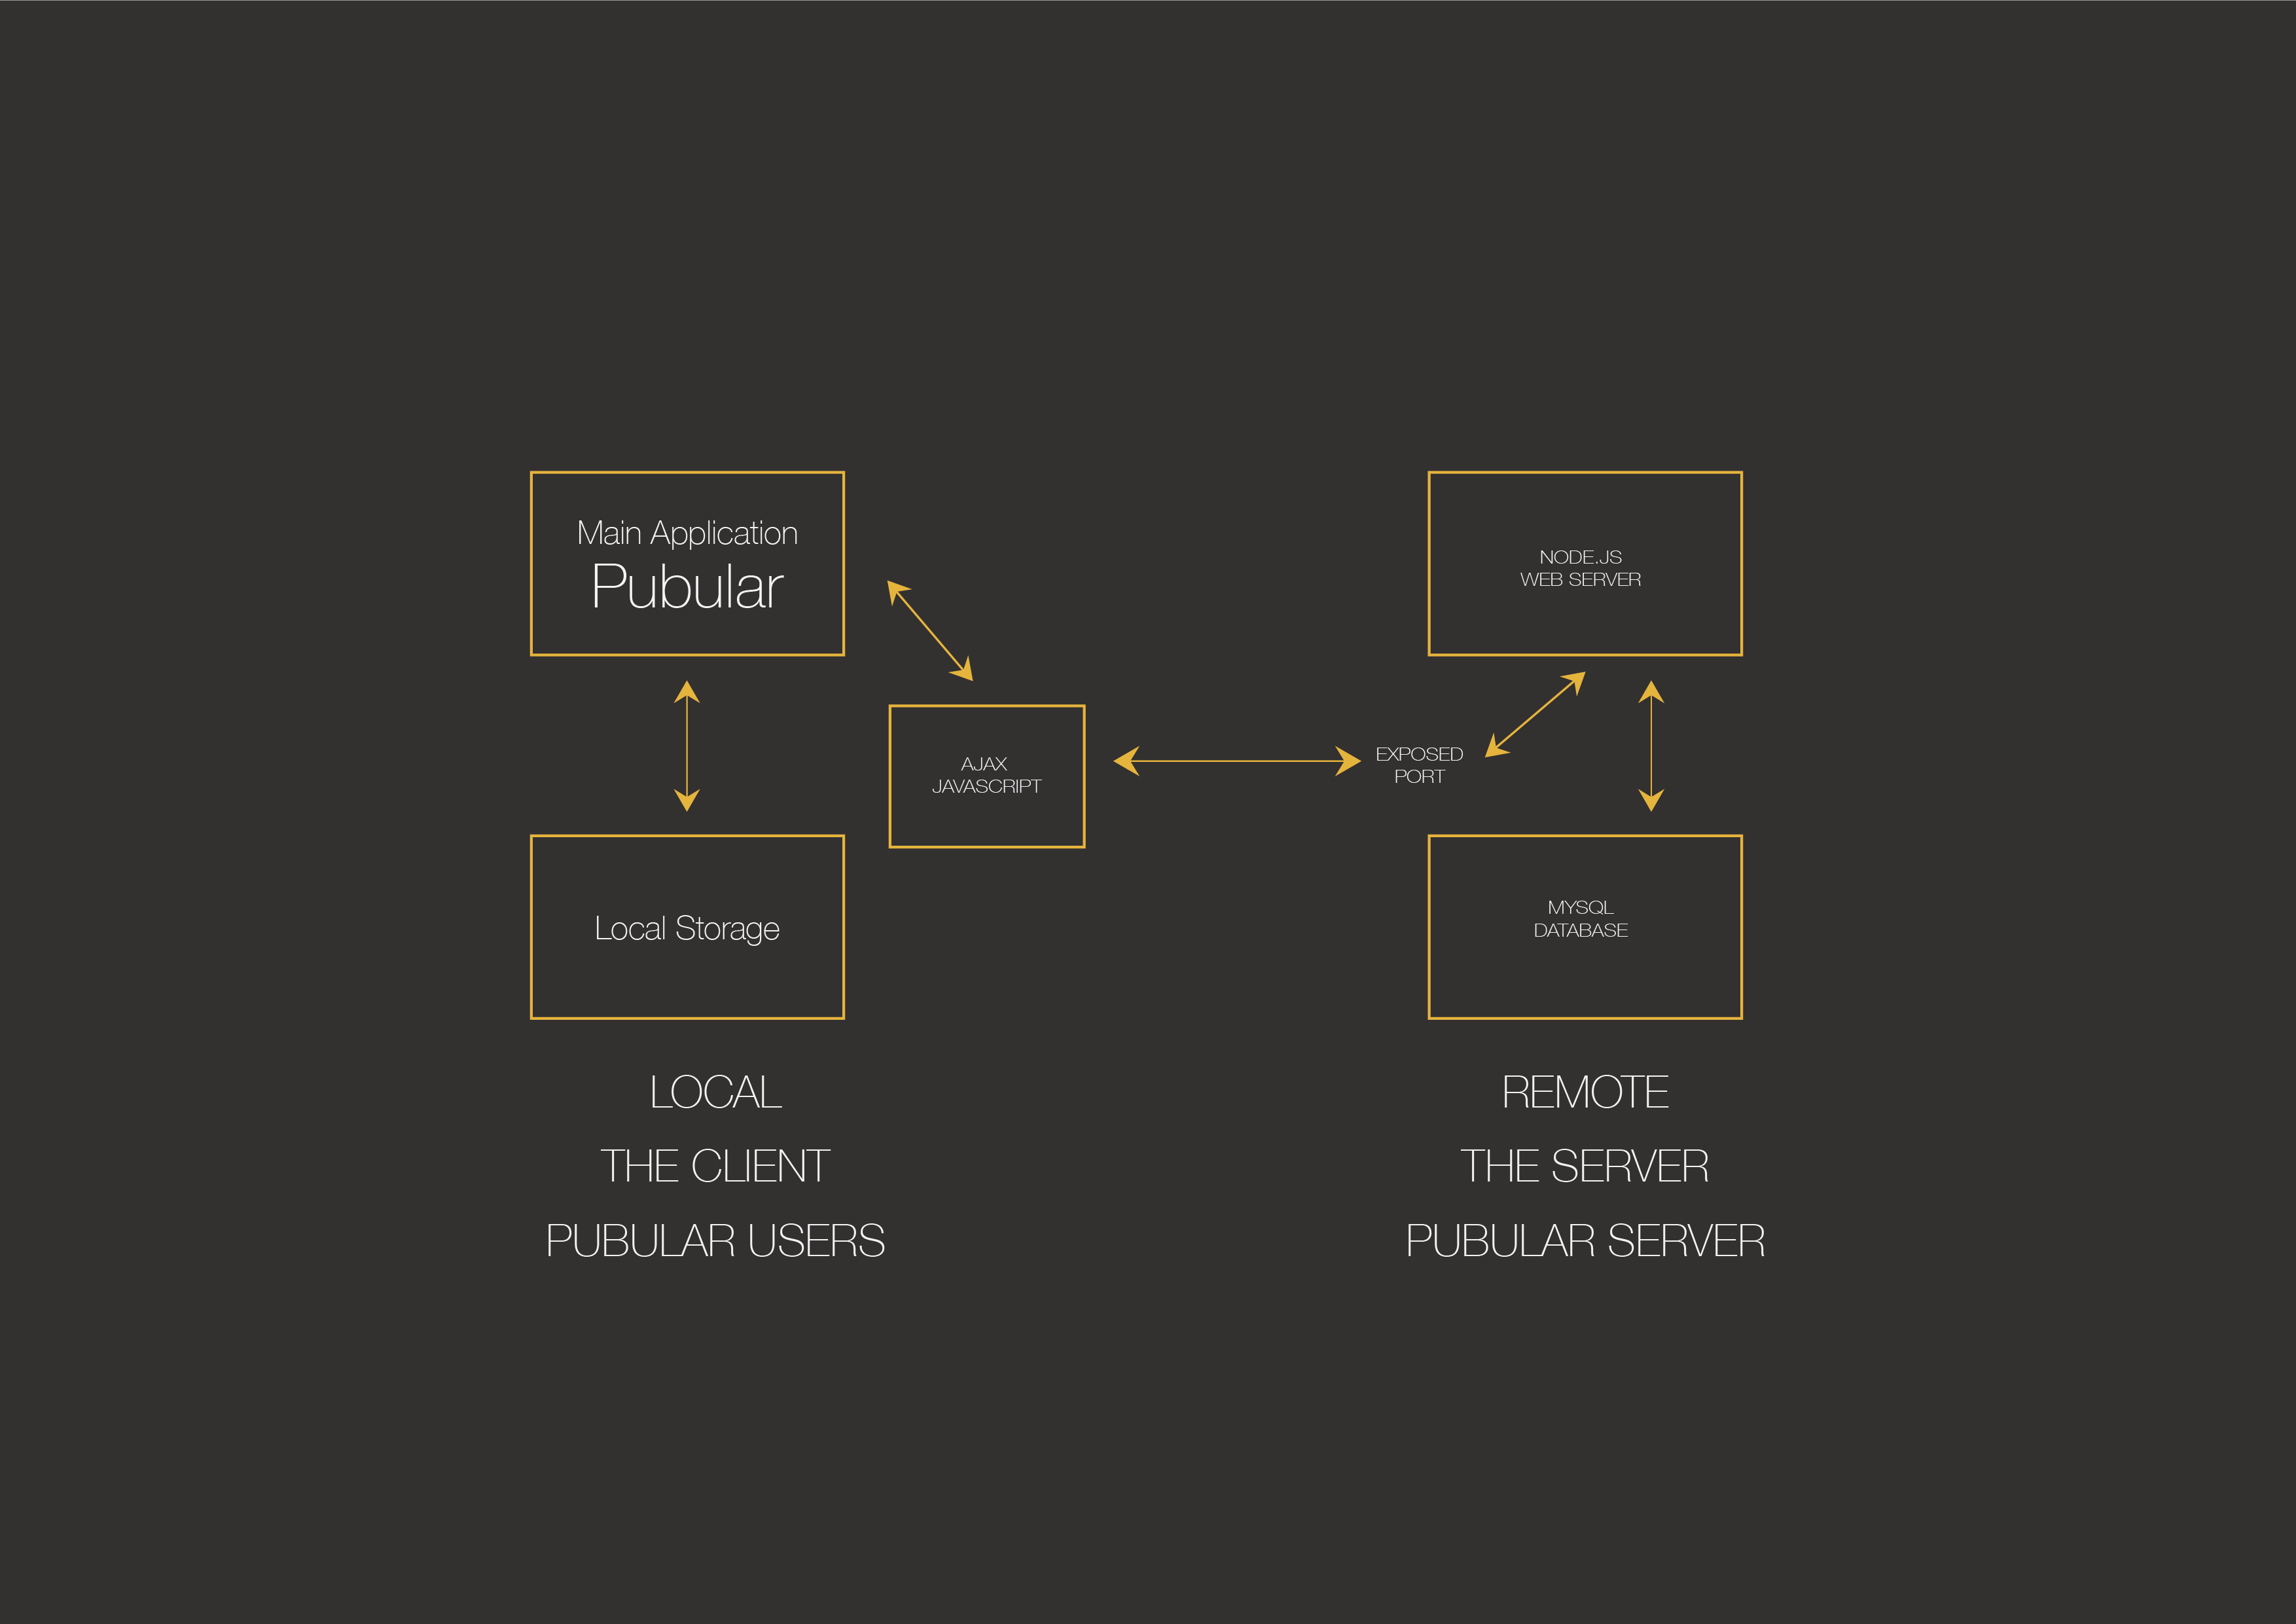 Main Application
Pubular
Local Storage
AJAX
JAVASCRIPT
EXPOSED
PORT
NODE.JS
WEB SERVER
MYSQL
DATABASE
LOCAL
THE CLIENT
PUBULAR USERS
REMOTE
THE SERVER
PUBULAR SERVER